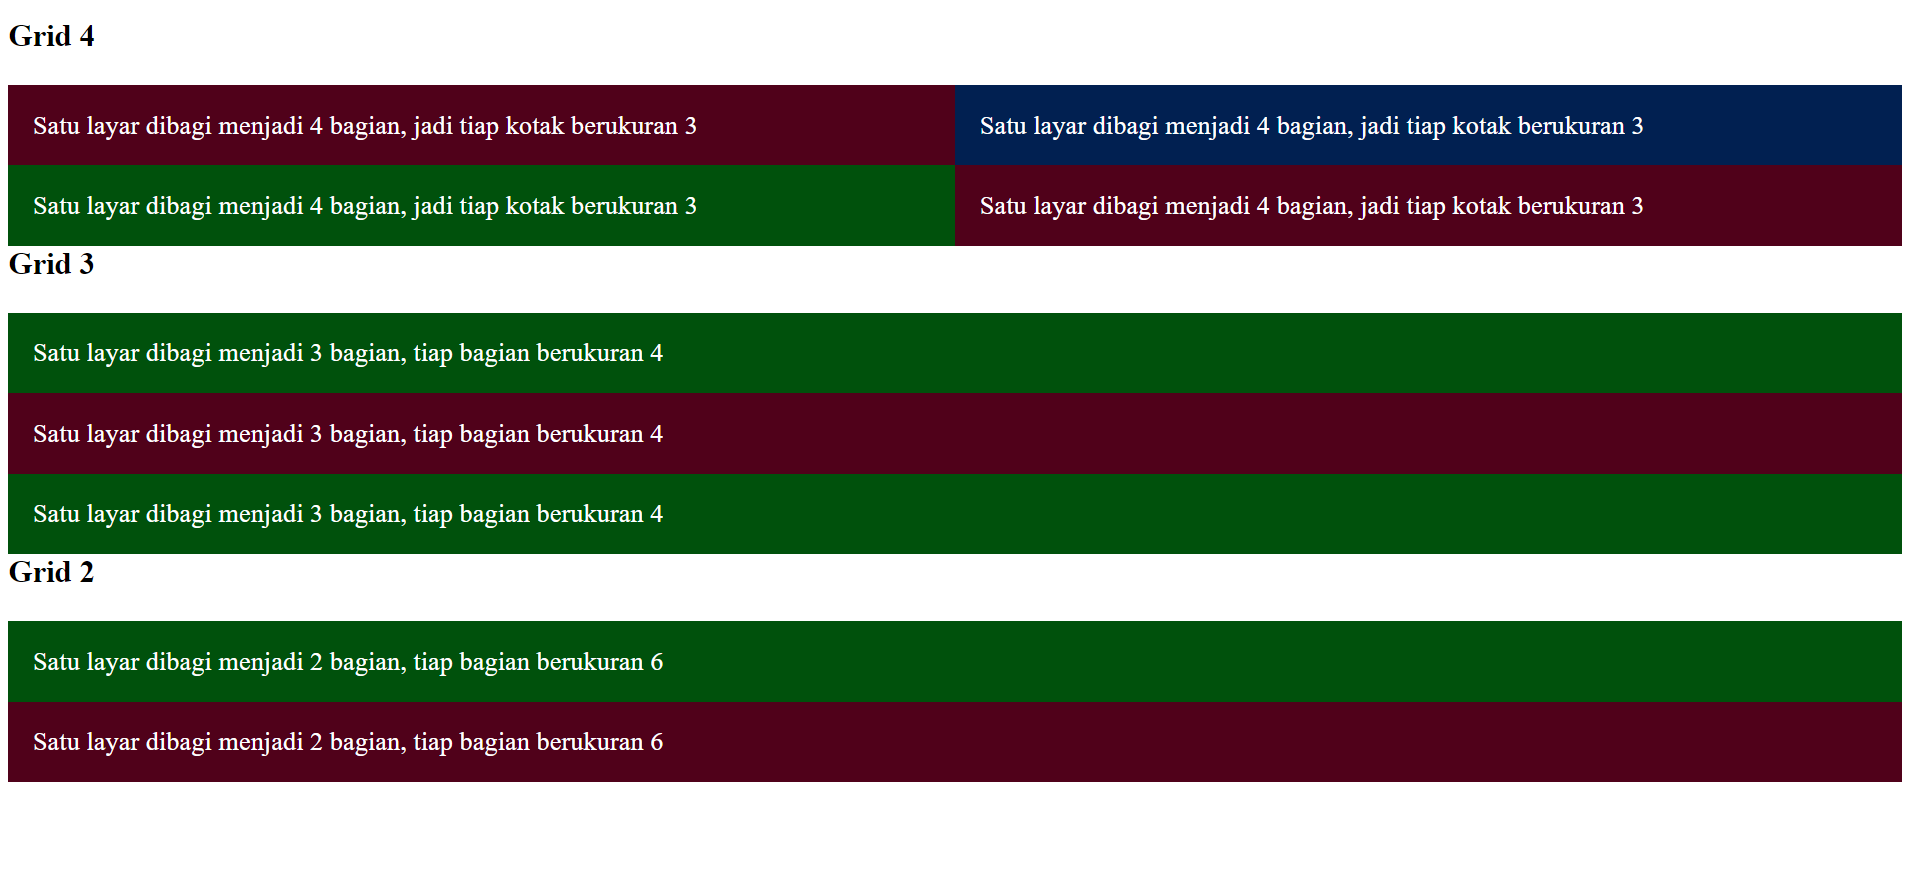 Grid 4
Satu layar dibagi menjadi 4 bagian, jadi tiap kotak berukuran 3
Satu layar dibagi menjadi 4 bagian, jadi tiap kotak berukuran 3
Satu layar dibagi menjadi 4 bagian, jadi tiap kotak berukuran 3
Satu layar dibagi menjadi 4 bagian, jadi tiap kotak berukuran 3
Grid 3
Satu layar dibagi menjadi 3 bagian, tiap bagian berukuran 4
Satu layar dibagi menjadi 3 bagian, tiap bagian berukuran 4
Satu layar dibagi menjadi 3 bagian, tiap bagian berukuran 4
Grid 2
Satu layar dibagi menjadi 2 bagian, tiap bagian berukuran 6
Satu layar dibagi menjadi 2 bagian, tiap bagian berukuran 6